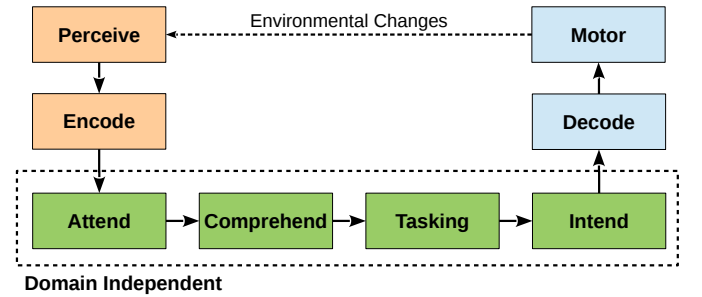 Perceive
Environmental Changes
Motor
Encode
Decode
Attend
Comprehend
Tasking
Intend
Domain Independent